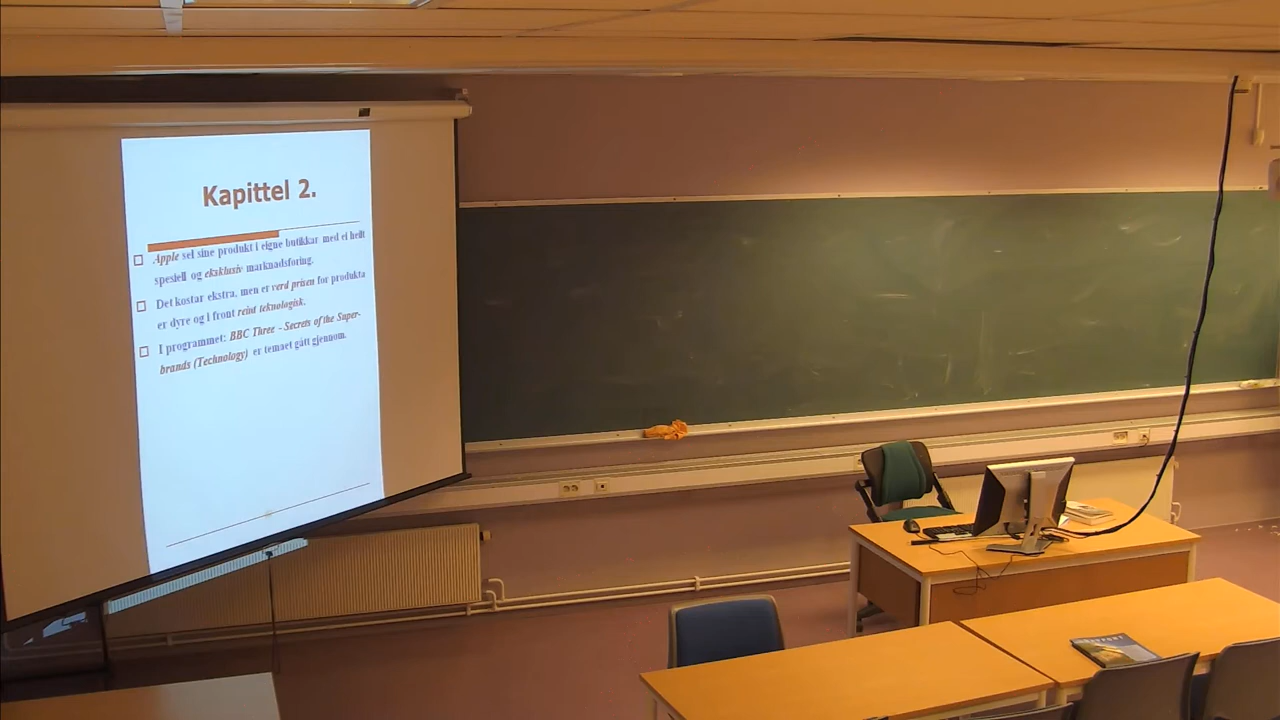 Kapittel 2.
Apple sel sine produkt i eigne butikkar med ei heilt
spesiell og eksklusiv marknadsføring.
Det kostar ekstra, men er verd prisen for produkta
er dyre og i front reint teknologisk.
I programmet: BBC Three - Secrets of the Super-
brands (Technology) er temaet gått gjennom.